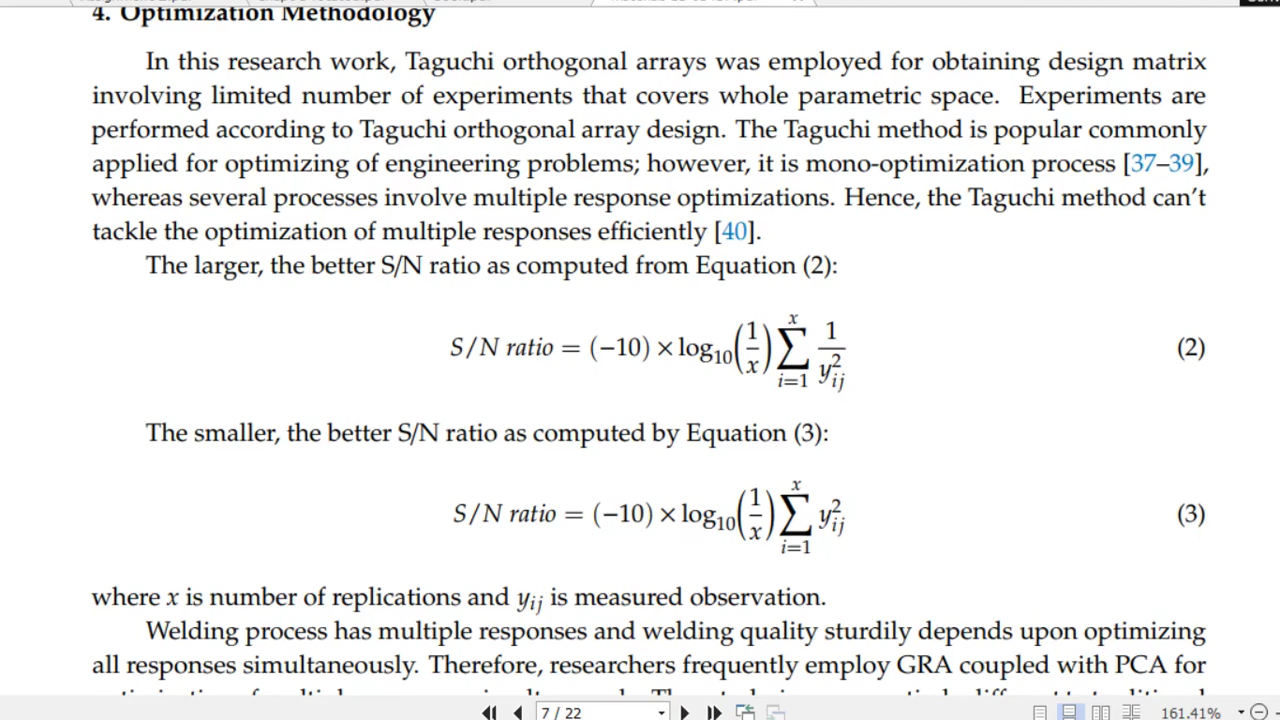 4. Optimization Methodology
In this research work, Taguchi orthogonal arrays was employed for obtaining design matrix
involving limited number of experiments that covers whole parametric space. Experiments are
performed according to Taguchi orthogonal array design. The Taguchi method is popular commonly
applied for optimizing of engineering problems; however, it is mono-optimization process [37–39],
whereas several processes involve multiple response optimizations. Hence, the Taguchi method can't
tackle the optimization of multiple responses efficiently [40].
The larger, the better S/N ratio as computed from Equation (2):
S/N ratio = (−10) × log₁₀(1/x) ∑_{i=1}^{x} 1/y_{ij}^2 (2)
The smaller, the better S/N ratio as computed by Equation (3):
S/N ratio = (−10) × log₁₀(1/x) ∑_{i=1}^{x} y_{ij}^2 (3)
where x is number of replications and y_{ij} is measured observation.
Welding process has multiple responses and welding quality sturdily depends upon optimizing
all responses simultaneously. Therefore, researchers frequently employ GRA coupled with PCA for
7 / 22 161.41%